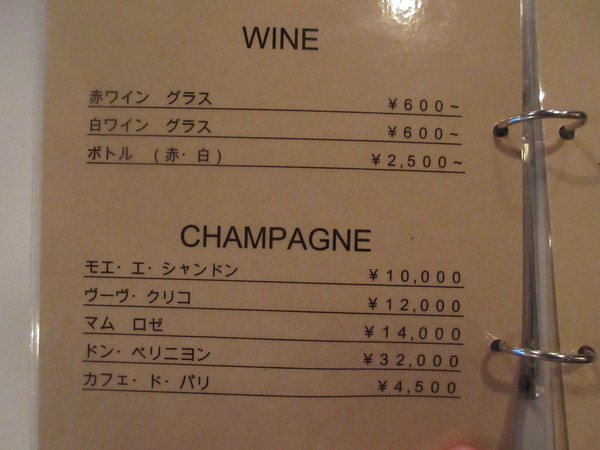 WINE
赤ワイン グラス ¥600~
白ワイン グラス ¥600~
ボトル (赤・白) ¥2,500~
CHAMPAGNE
モエ・エ・シャンドン ¥10,000
ヴーヴ・クリコ ¥12,000
マム ロゼ ¥14,000
ドン・ペリニヨン ¥32,000
カフェ・ド・パリ ¥4,500